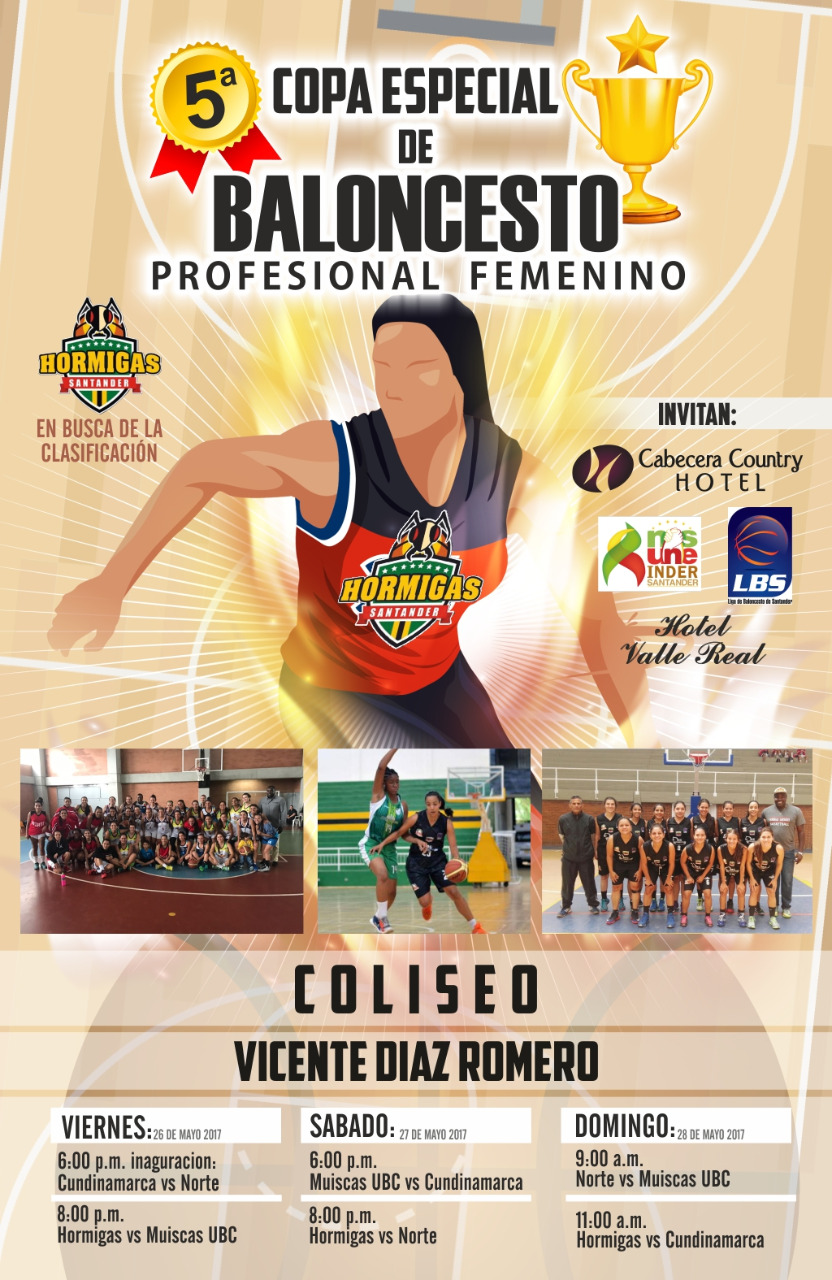 5ª
COPA ESPECIAL
DE
BALONCESTO
PROFESIONAL FEMENINO
HORMIGAS
SANTANDER
EN BUSCA DE LA
CLASIFICACIÓN
INVITAN:
Cabecera Country
HOTEL
nos
une
INDER
SANTANDER
LBS
Liga de Baloncesto de Santander
Hotel
Valle Real
HORMIGAS
SANTANDER
COLISEO
VICENTE DIAZ ROMERO
VIERNES: 26 DE MAYO 2017
6:00 p.m. inaguracion:
Cundinamarca vs Norte
8:00 p.m.
Hormigas vs Muiscas UBC
SABADO: 27 DE MAYO 2017
6:00 p.m.
Muiscas UBC vs Cundinamarca
8:00 p.m.
Hormigas vs Norte
DOMINGO: 28 DE MAYO 2017
9:00 a.m.
Norte vs Muiscas UBC
11:00 a.m.
Hormigas vs Cundinamarca